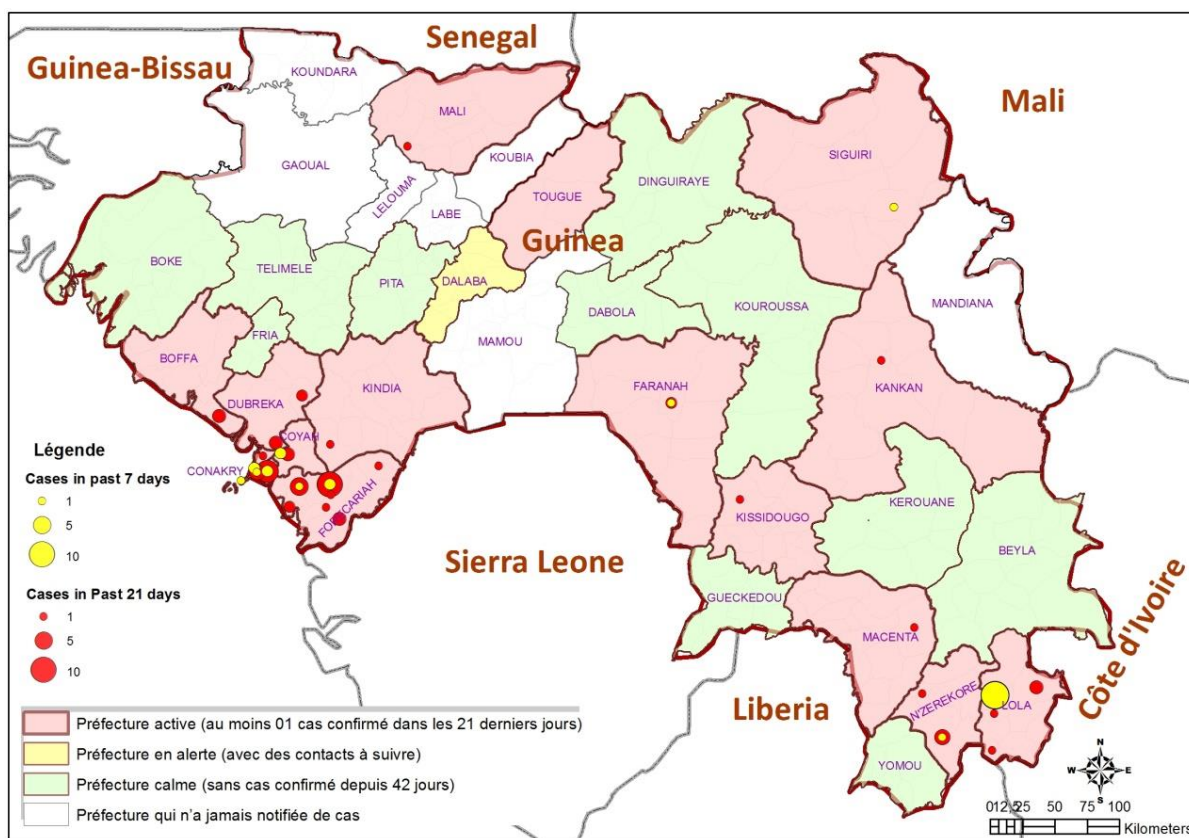 Senegal
Guinea-Bissau
KOUNDARA
Mali
MALI
SIGUIRI
GAOUAL
KOUBIA
DINGUIRAYE
LELOUMA
TOUGUE
LABE
Guinea
BOKE
TELIMELE
PITA
DALABA
MANDIANA
KOUROUSSA
DABOLA
FRIA
MAMOU
BOFFA
KINDIA
FARANAH
KANKAN
DUBREKA
COYAH
CONAKRY
FORECARIAH
KISSIDOUGO
KEROUANE
BEYLA
Sierra Leone
GUECKEDOU
MACENTA
Côte d'Ivoire
Liberia
N'ZEREKORE
LOLA
YOMOU
Légende
Cases in past 7 days
1
5
10
Cases in Past 21 days
1
5
10
Préfecture active (au moins 01 cas confirmé dans les 21 derniers jours)
Préfecture en alerte (avec des contacts à suivre)
Préfecture calme (sans cas confirmé depuis 42 jours)
Préfecture qui n'a jamais notifiée de cas
N
W E
S
50 75 100
Kilometers